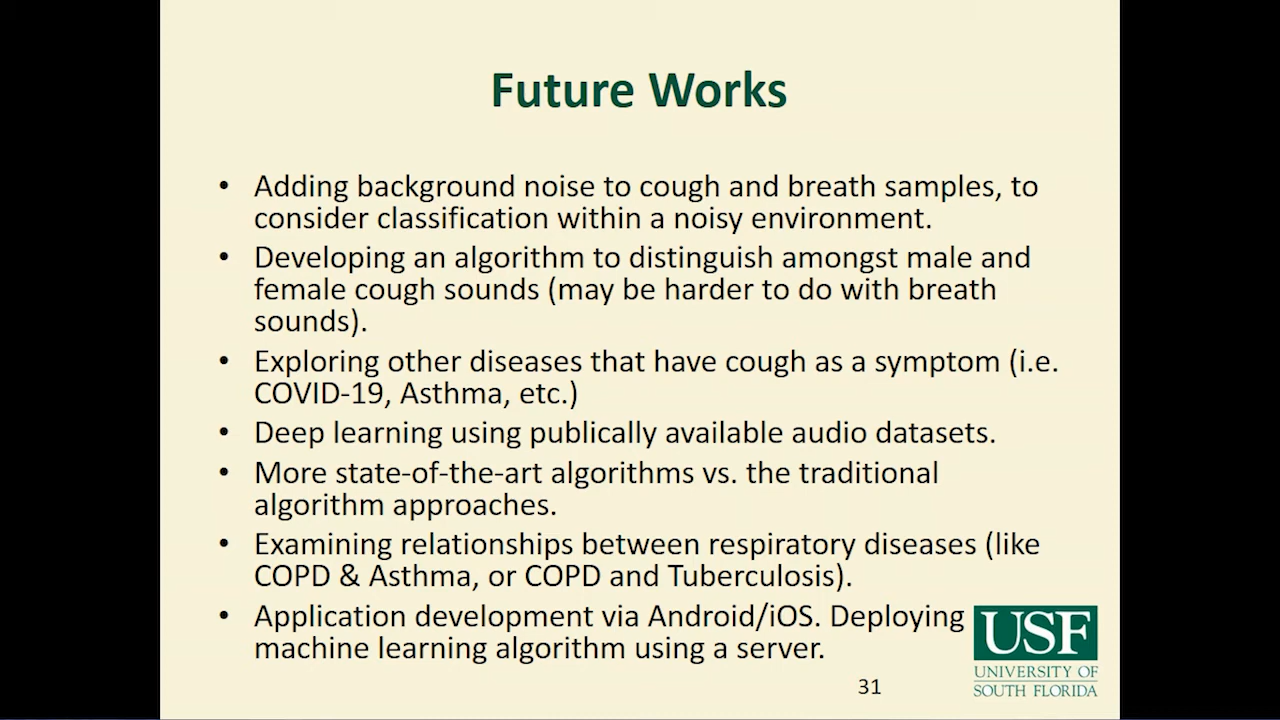 Future Works
• Adding background noise to cough and breath samples, to
consider classification within a noisy environment.
• Developing an algorithm to distinguish amongst male and
female cough sounds (may be harder to do with breath
sounds).
• Exploring other diseases that have cough as a symptom (i.e.
COVID-19, Asthma, etc.)
• Deep learning using publically available audio datasets.
• More state-of-the-art algorithms vs. the traditional
algorithm approaches.
• Examining relationships between respiratory diseases (like
COPD & Asthma, or COPD and Tuberculosis).
• Application development via Android/iOS. Deploying
machine learning algorithm using a server.
31
USF
UNIVERSITY OF
SOUTH FLORIDA